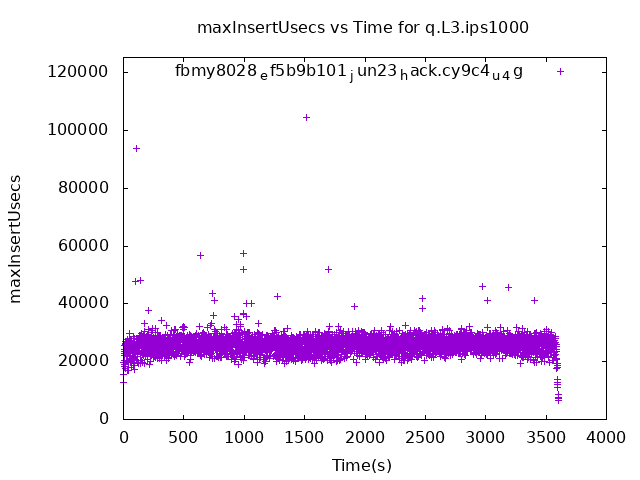 maxInsertUsecs vs Time for q.L3.ips1000
fbmy8028ef5b9b101jun23hack.cy9c4u4g
maxInsertUsecs
120000
100000
80000
60000
40000
20000
0
0 500 1000 1500 2000 2500 3000 3500 4000
Time(s)